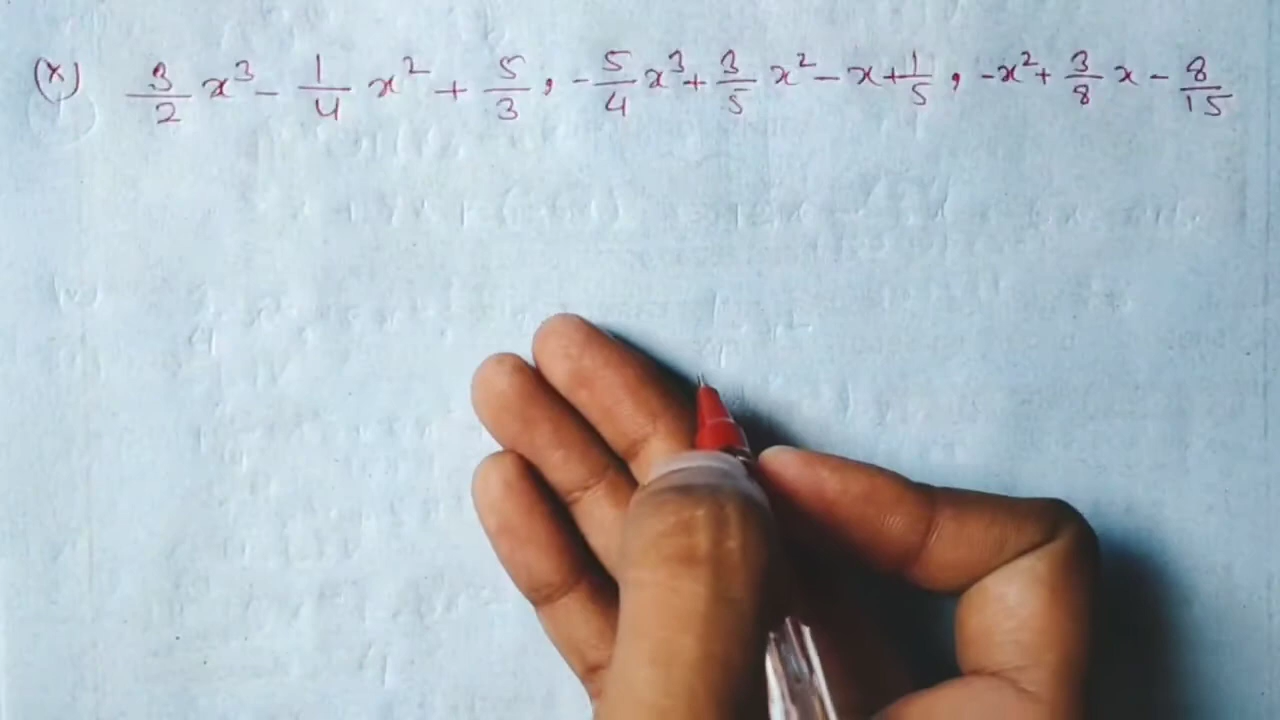 (x) 3/2 x³ - 1/4 x² + 5/3, -5/4 x³ + 3/5 x² - x + 1/5, -x² + 3/8 x - 8/15